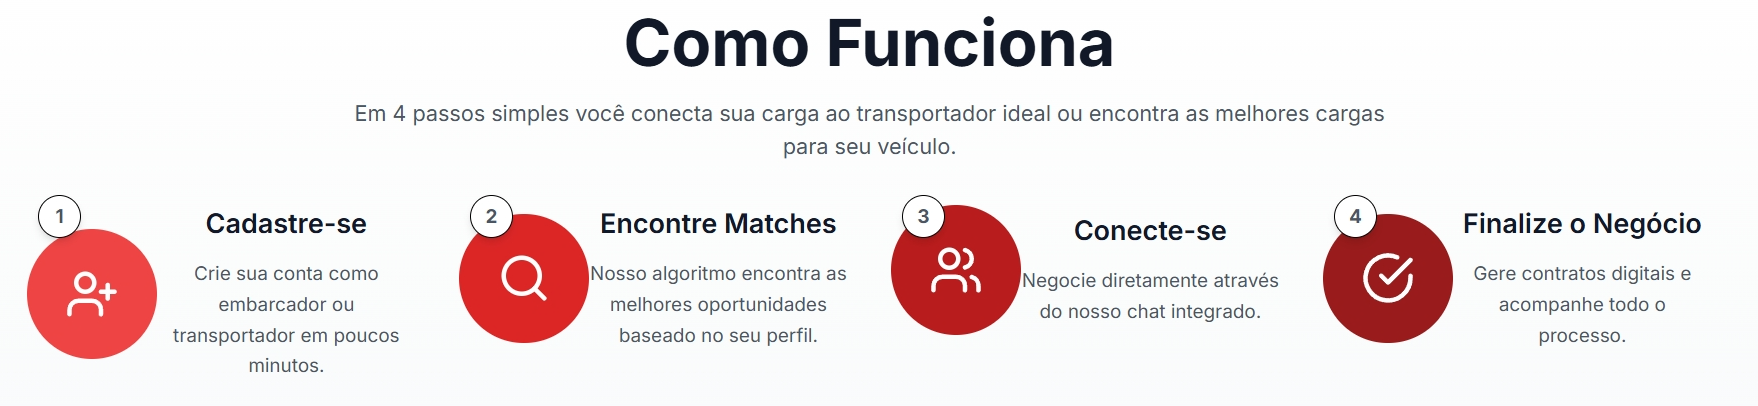 Como Funciona
Em 4 passos simples você conecta sua carga ao transportador ideal ou encontra as melhores cargas
para seu veículo.
1
Cadastre-se
Crie sua conta como
embarcador ou
transportador em poucos
minutos.
2
Encontre Matches
Nosso algoritmo encontra as
melhores oportunidades
baseado no seu perfil.
3
Conecte-se
Negocie diretamente através
do nosso chat integrado.
4
Finalize o Negócio
Gere contratos digitais e
acompanhe todo o
processo.